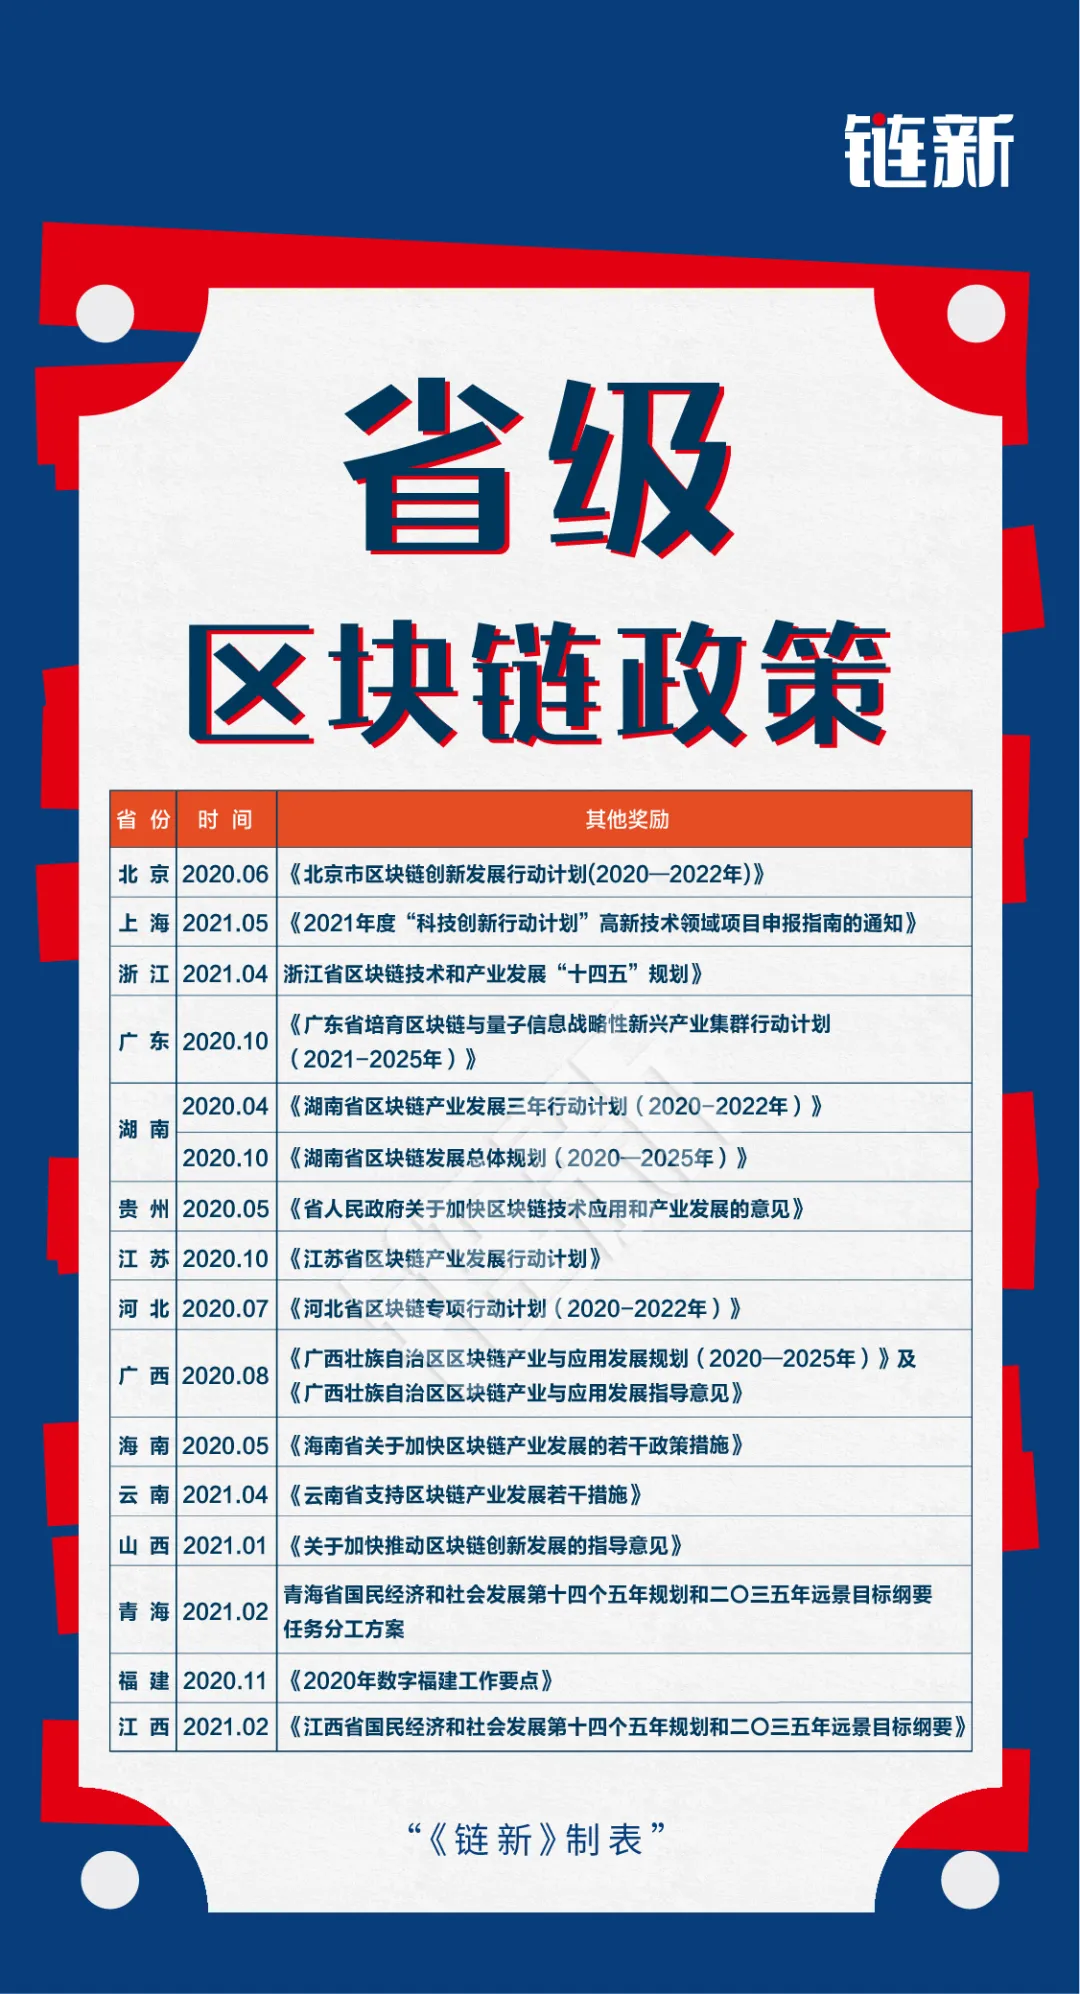 链新
省级
区块链政策
省份 时间 其他奖励
北京 2020.06 《北京市区块链创新发展行动计划(2020—2022年)》
上海 2021.05 《2021年度“科技创新行动计划”高新技术领域项目申报指南的通知》
浙江 2021.04 浙江省区块链技术和产业发展“十四五”规划》
广东 2020.10 《广东省培育区块链与量子信息战略性新兴产业集群行动计划
（2021-2025年）》
湖南 2020.04 《湖南省区块链产业发展三年行动计划（2020-2022年）》
2020.10 《湖南省区块链发展总体规划（2020—2025年）》
贵州 2020.05 《省人民政府关于加快区块链技术应用和产业发展的意见》
江苏 2020.10 《江苏省区块链产业发展行动计划》
河北 2020.07 《河北省区块链专项行动计划（2020-2022年）》
广西 2020.08 《广西壮族自治区区块链产业与应用发展规划（2020—2025年）》及
《广西壮族自治区区块链产业与应用发展指导意见》
海南 2020.05 《海南省关于加快区块链产业发展的若干政策措施》
云南 2021.04 《云南省支持区块链产业发展若干措施》
山西 2021.01 《关于加快推动区块链创新发展的指导意见》
青海 2021.02 青海省国民经济和社会发展第十四个五年规划和二〇三五年远景目标纲要
任务分工方案
福建 2020.11 《2020年数字福建工作要点》
江西 2021.02 《江西省国民经济和社会发展第十四个五年规划和二〇三五年远景目标纲要》
“《链新》制表”
链新